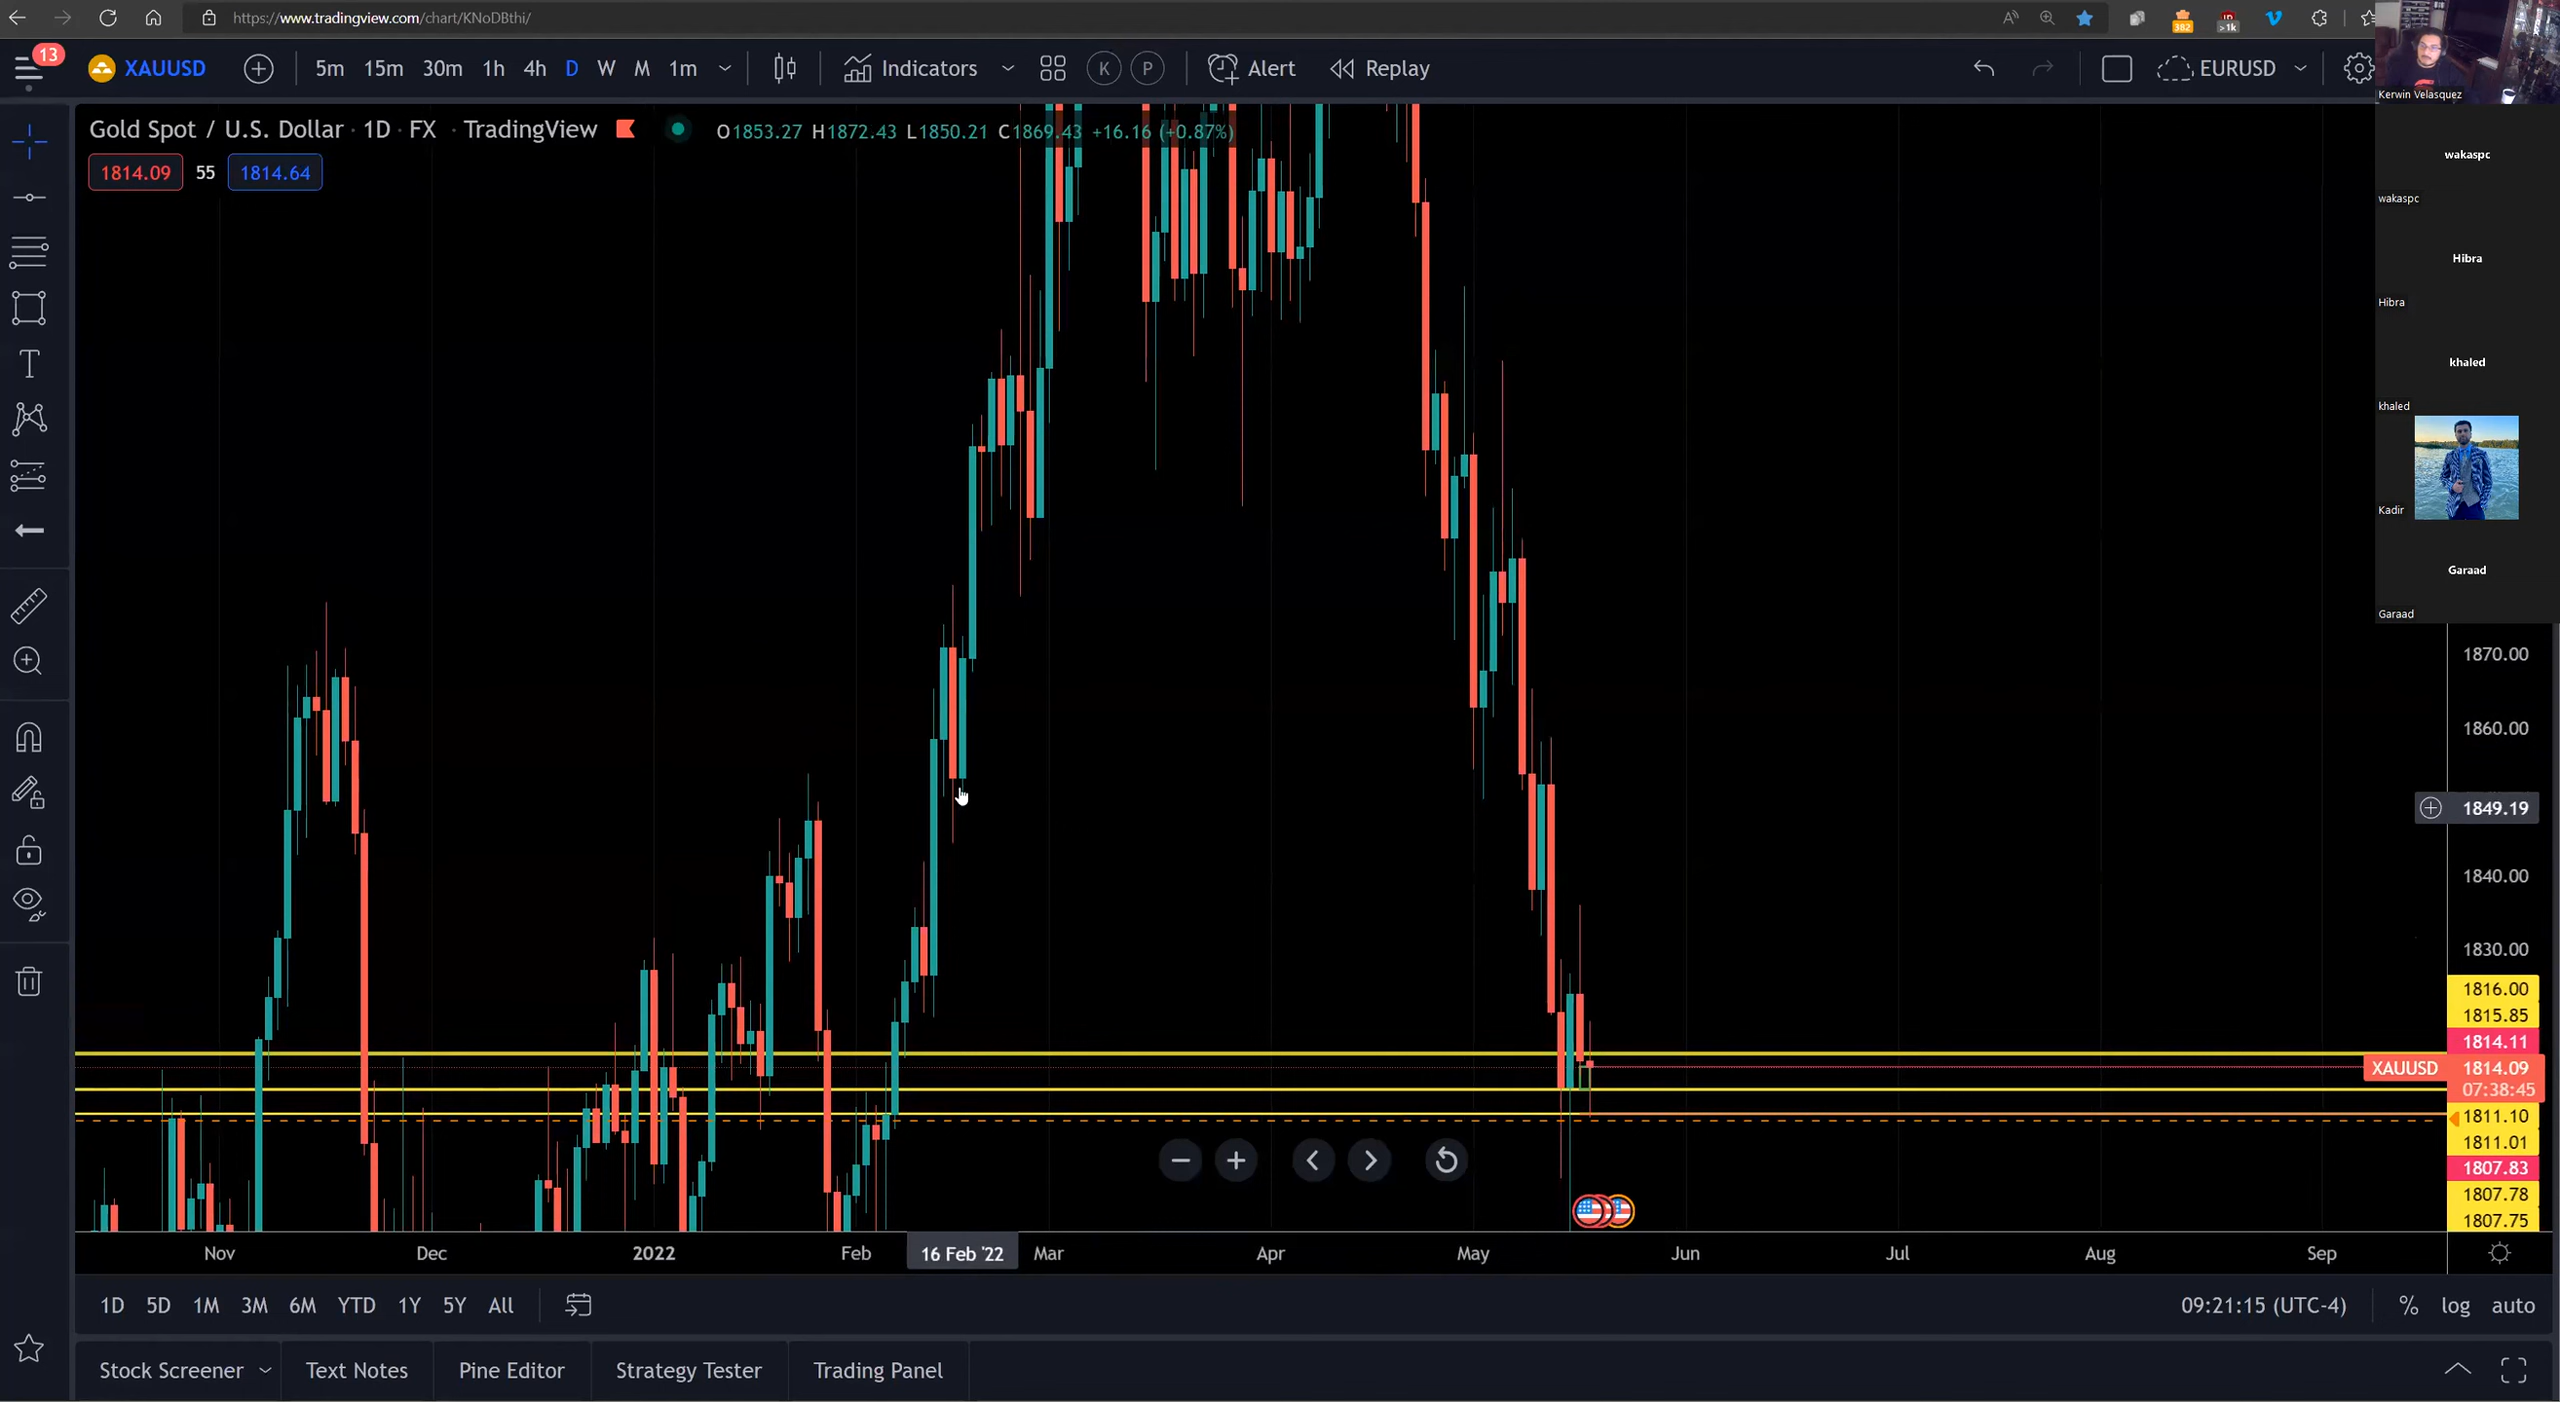 https://www.tradingview.com/chart/KNoDBthi/
382
>1k
13
XAUUSD
5m 15m 30m 1h 4h D W M 1m
Indicators
K
P
Alert
Replay
EURUSD
Kerwin Velasquez
Gold Spot / U.S. Dollar · 1D · FX · TradingView
O1853.27 H1872.43 L1850.21 C1869.43 +16.16 (+0.87%)
1814.09 55 1814.64
T
wakaspc
wakaspc
Hibra
Hibra
khaled
khaled
Kadir
Garaad
Garaad
1870.00
1860.00
1849.19
1840.00
1830.00
1816.00
1815.85
1814.11
XAUUSD 1814.09
07:38:45
1811.10
1811.01
1807.83
1807.78
1807.75
Nov Dec 2022 Feb 16 Feb '22 Mar Apr May Jun Jul Aug Sep
1D 5D 1M 3M 6M YTD 1Y 5Y All
09:21:15 (UTC-4) % log auto
Stock Screener Text Notes Pine Editor Strategy Tester Trading Panel